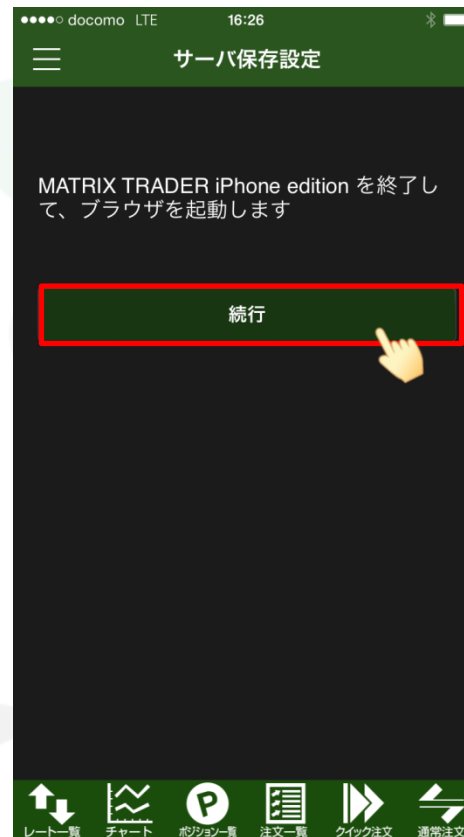 docomo LTE 16:26
サーバ保存設定
MATRIX TRADER iPhone edition を終了し
て、ブラウザを起動します
続行
P
レート一覧 チャート ポジション一覧 注文一覧 クイック注文 通常注文